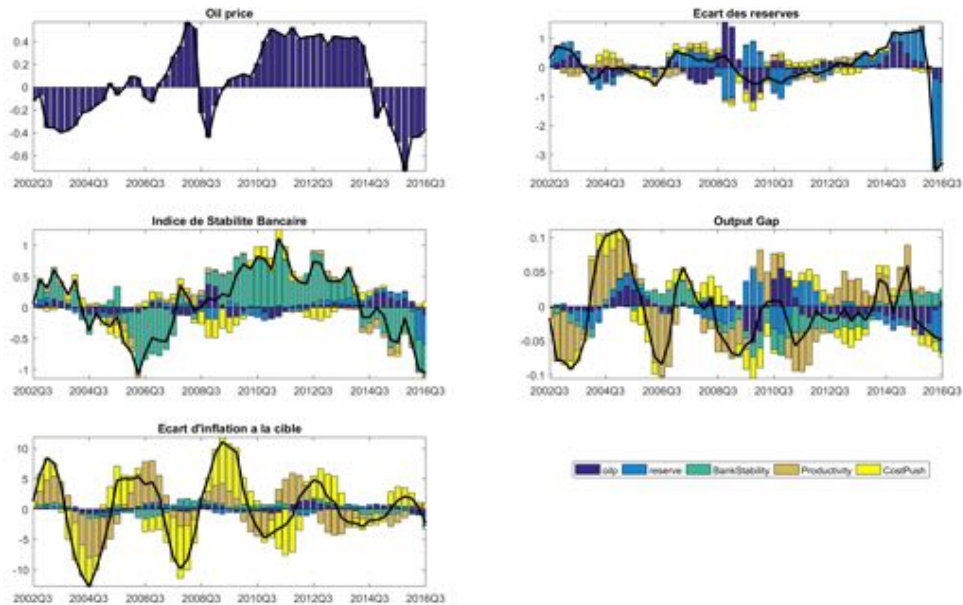 Oil price
0.4
0.2
0
-0.2
-0.4
-0.6
2002Q3 2004Q3 2006Q3 2008Q3 2010Q3 2012Q3 2014Q3 2016Q3
Ecart des reserves
1
0
-1
-2
-3
2002Q3 2004Q3 2006Q3 2008Q3 2010Q3 2012Q3 2014Q3 2016Q3
Indice de Stabilite Bancaire
1
0.5
0
-0.5
-1
2002Q3 2004Q3 2006Q3 2008Q3 2010Q3 2012Q3 2014Q3 2016Q3
Output Gap
0.1
0.05
0
-0.05
-0.1
2002Q3 2004Q3 2006Q3 2008Q3 2010Q3 2012Q3 2014Q3 2016Q3
Ecart d'inflation a la cible
10
5
0
-5
-10
2002Q3 2004Q3 2006Q3 2008Q3 2010Q3 2012Q3 2014Q3 2016Q3
oilp reserve BankStability Productivity CostPush